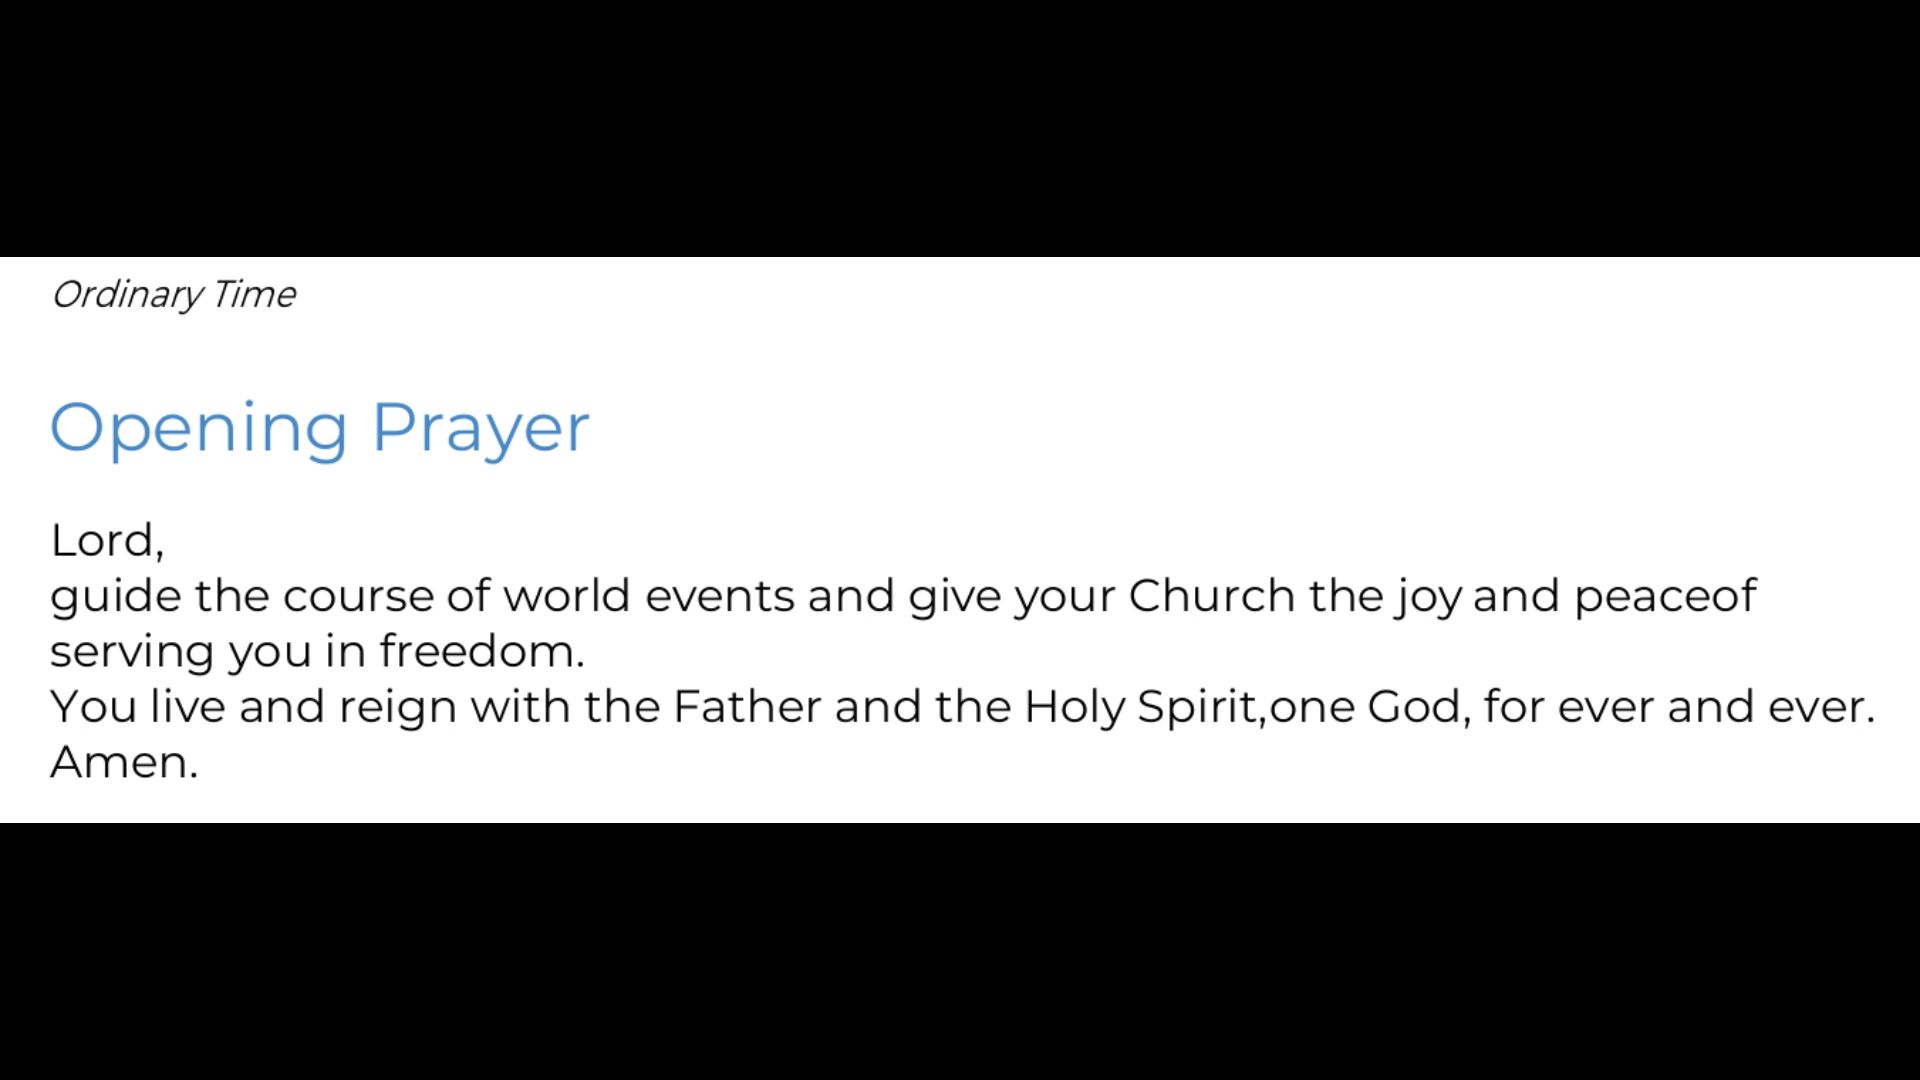 Ordinary Time
Opening Prayer
Lord,
guide the course of world events and give your Church the joy and peaceof
serving you in freedom.
You live and reign with the Father and the Holy Spirit,one God, for ever and ever.
Amen.